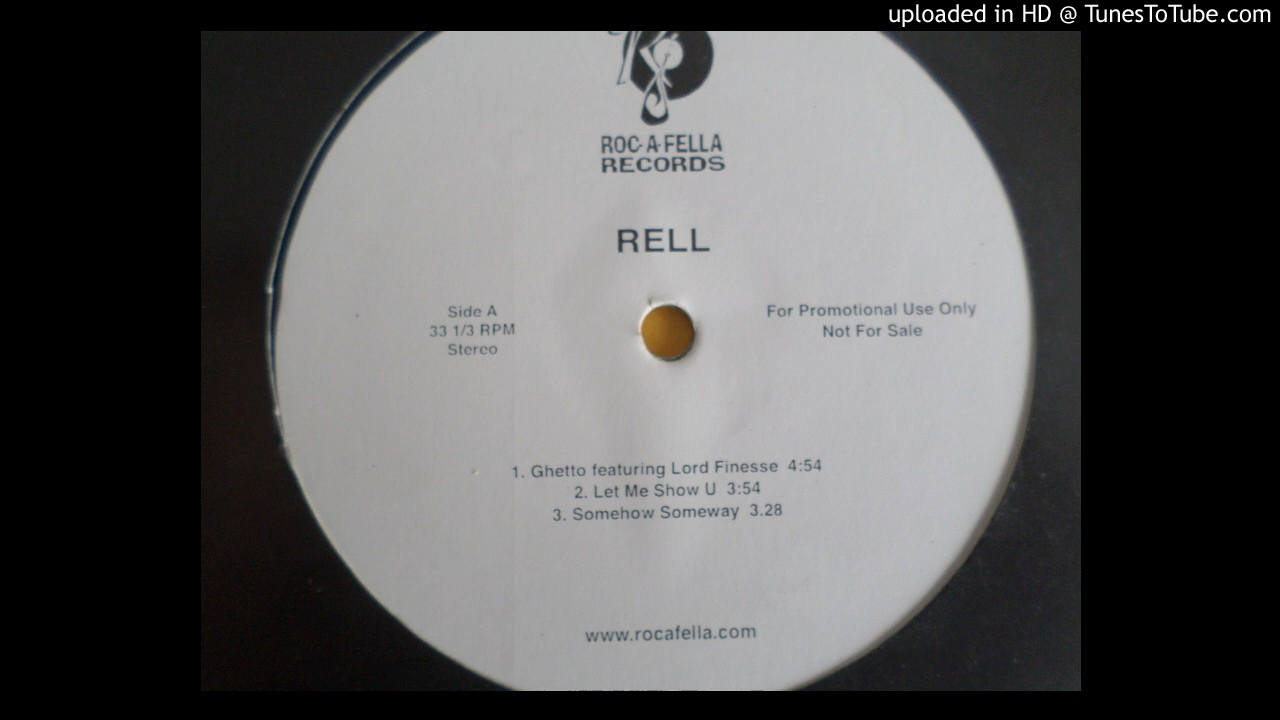 uploaded in HD @ TunesToTube.com
ROC-A-FELLA
RECORDS
RELL
Side A
33 1/3 RPM
Stereo
For Promotional Use Only
Not For Sale
1. Ghetto featuring Lord Finesse 4:54
2. Let Me Show U 3:54
3. Somehow Someway 3.28
www.rocafella.com